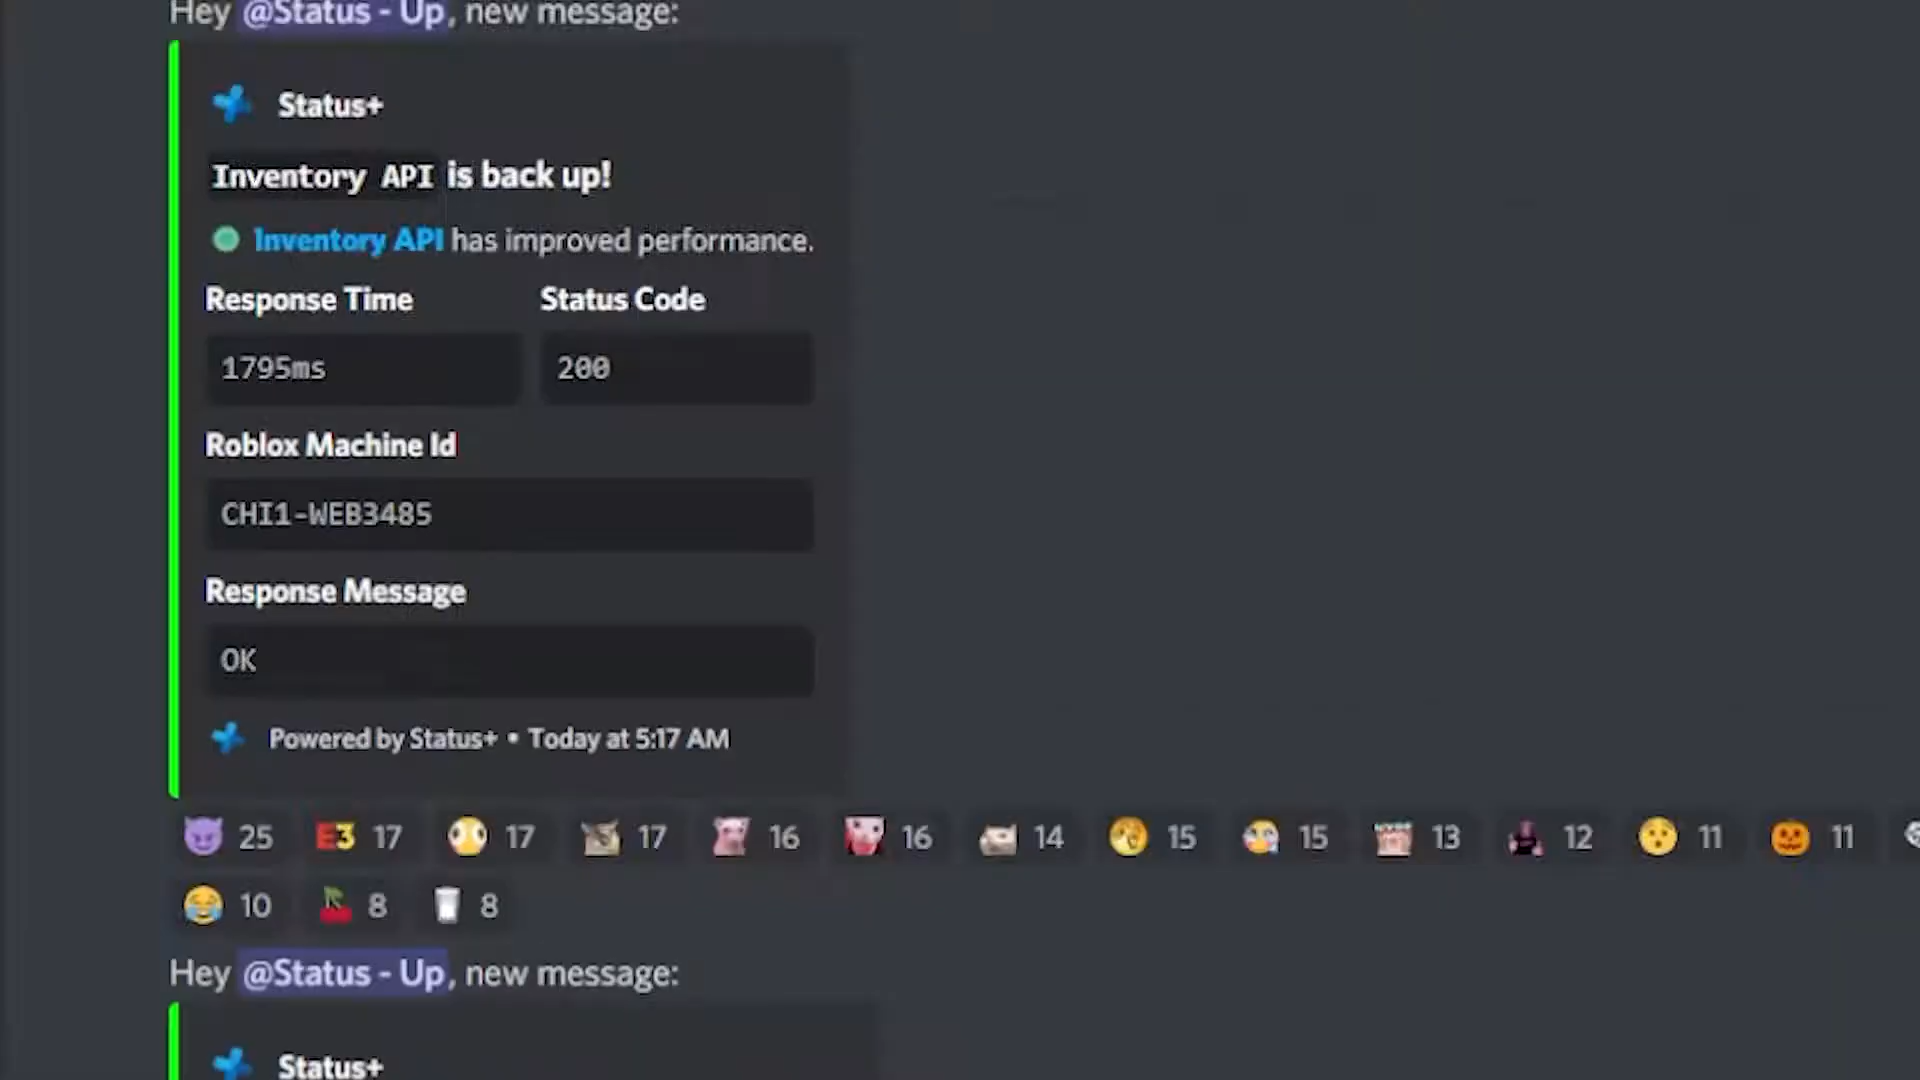 Hey @Status - Up, new message:
Status+
Inventory API is back up!
Inventory API has improved performance.
Response Time Status Code
1795ms 200
Roblox Machine Id
CHI1-WEB3485
Response Message
OK
Powered by Status+ • Today at 5:17 AM
25 E3 17 17 17 16 16 14 15 15 13 12 11 11
10 8 8
Hey @Status - Up, new message:
Status+